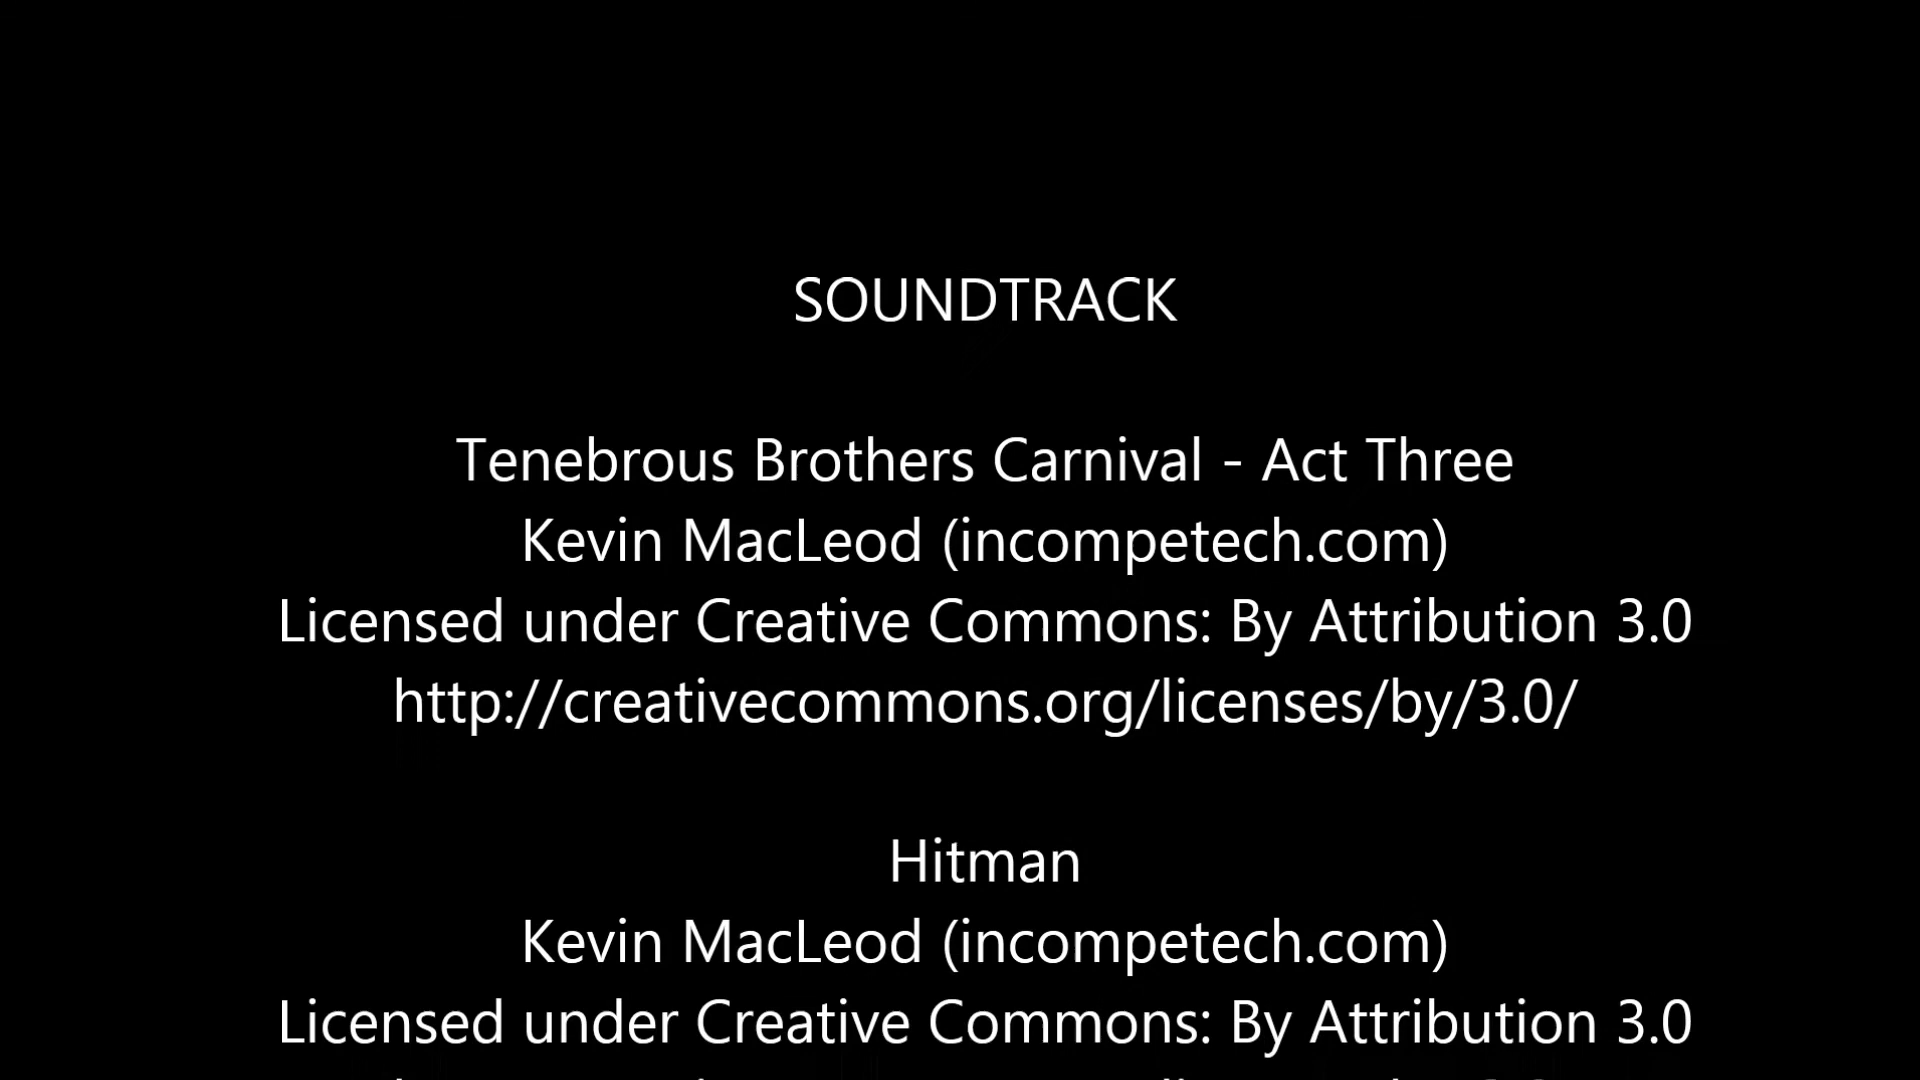 SOUNDTRACK
Tenebrous Brothers Carnival - Act Three
Kevin MacLeod (incompetech.com)
Licensed under Creative Commons: By Attribution 3.0
http://creativecommons.org/licenses/by/3.0/
Hitman
Kevin MacLeod (incompetech.com)
Licensed under Creative Commons: By Attribution 3.0